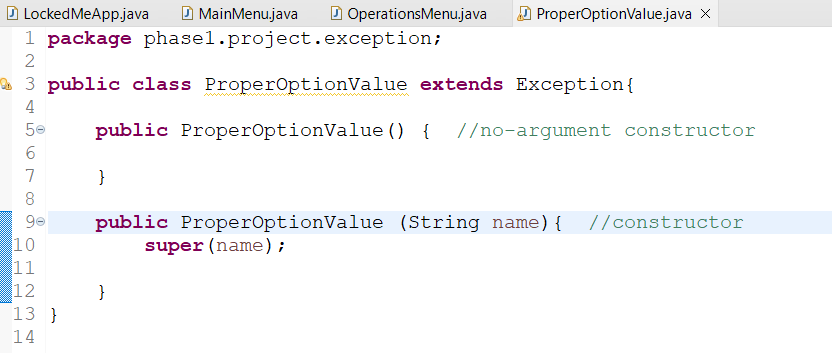 LockedMeApp.java MainMenu.java OperationsMenu.java ProperOptionValue.java
1 package phase1.project.exception;
2
3 public class ProperOptionValue extends Exception{
4
5 public ProperOptionValue() { //no-argument constructor
6
7 }
8
9 public ProperOptionValue (String name){ //constructor
10 super(name);
11
12 }
13 }
14